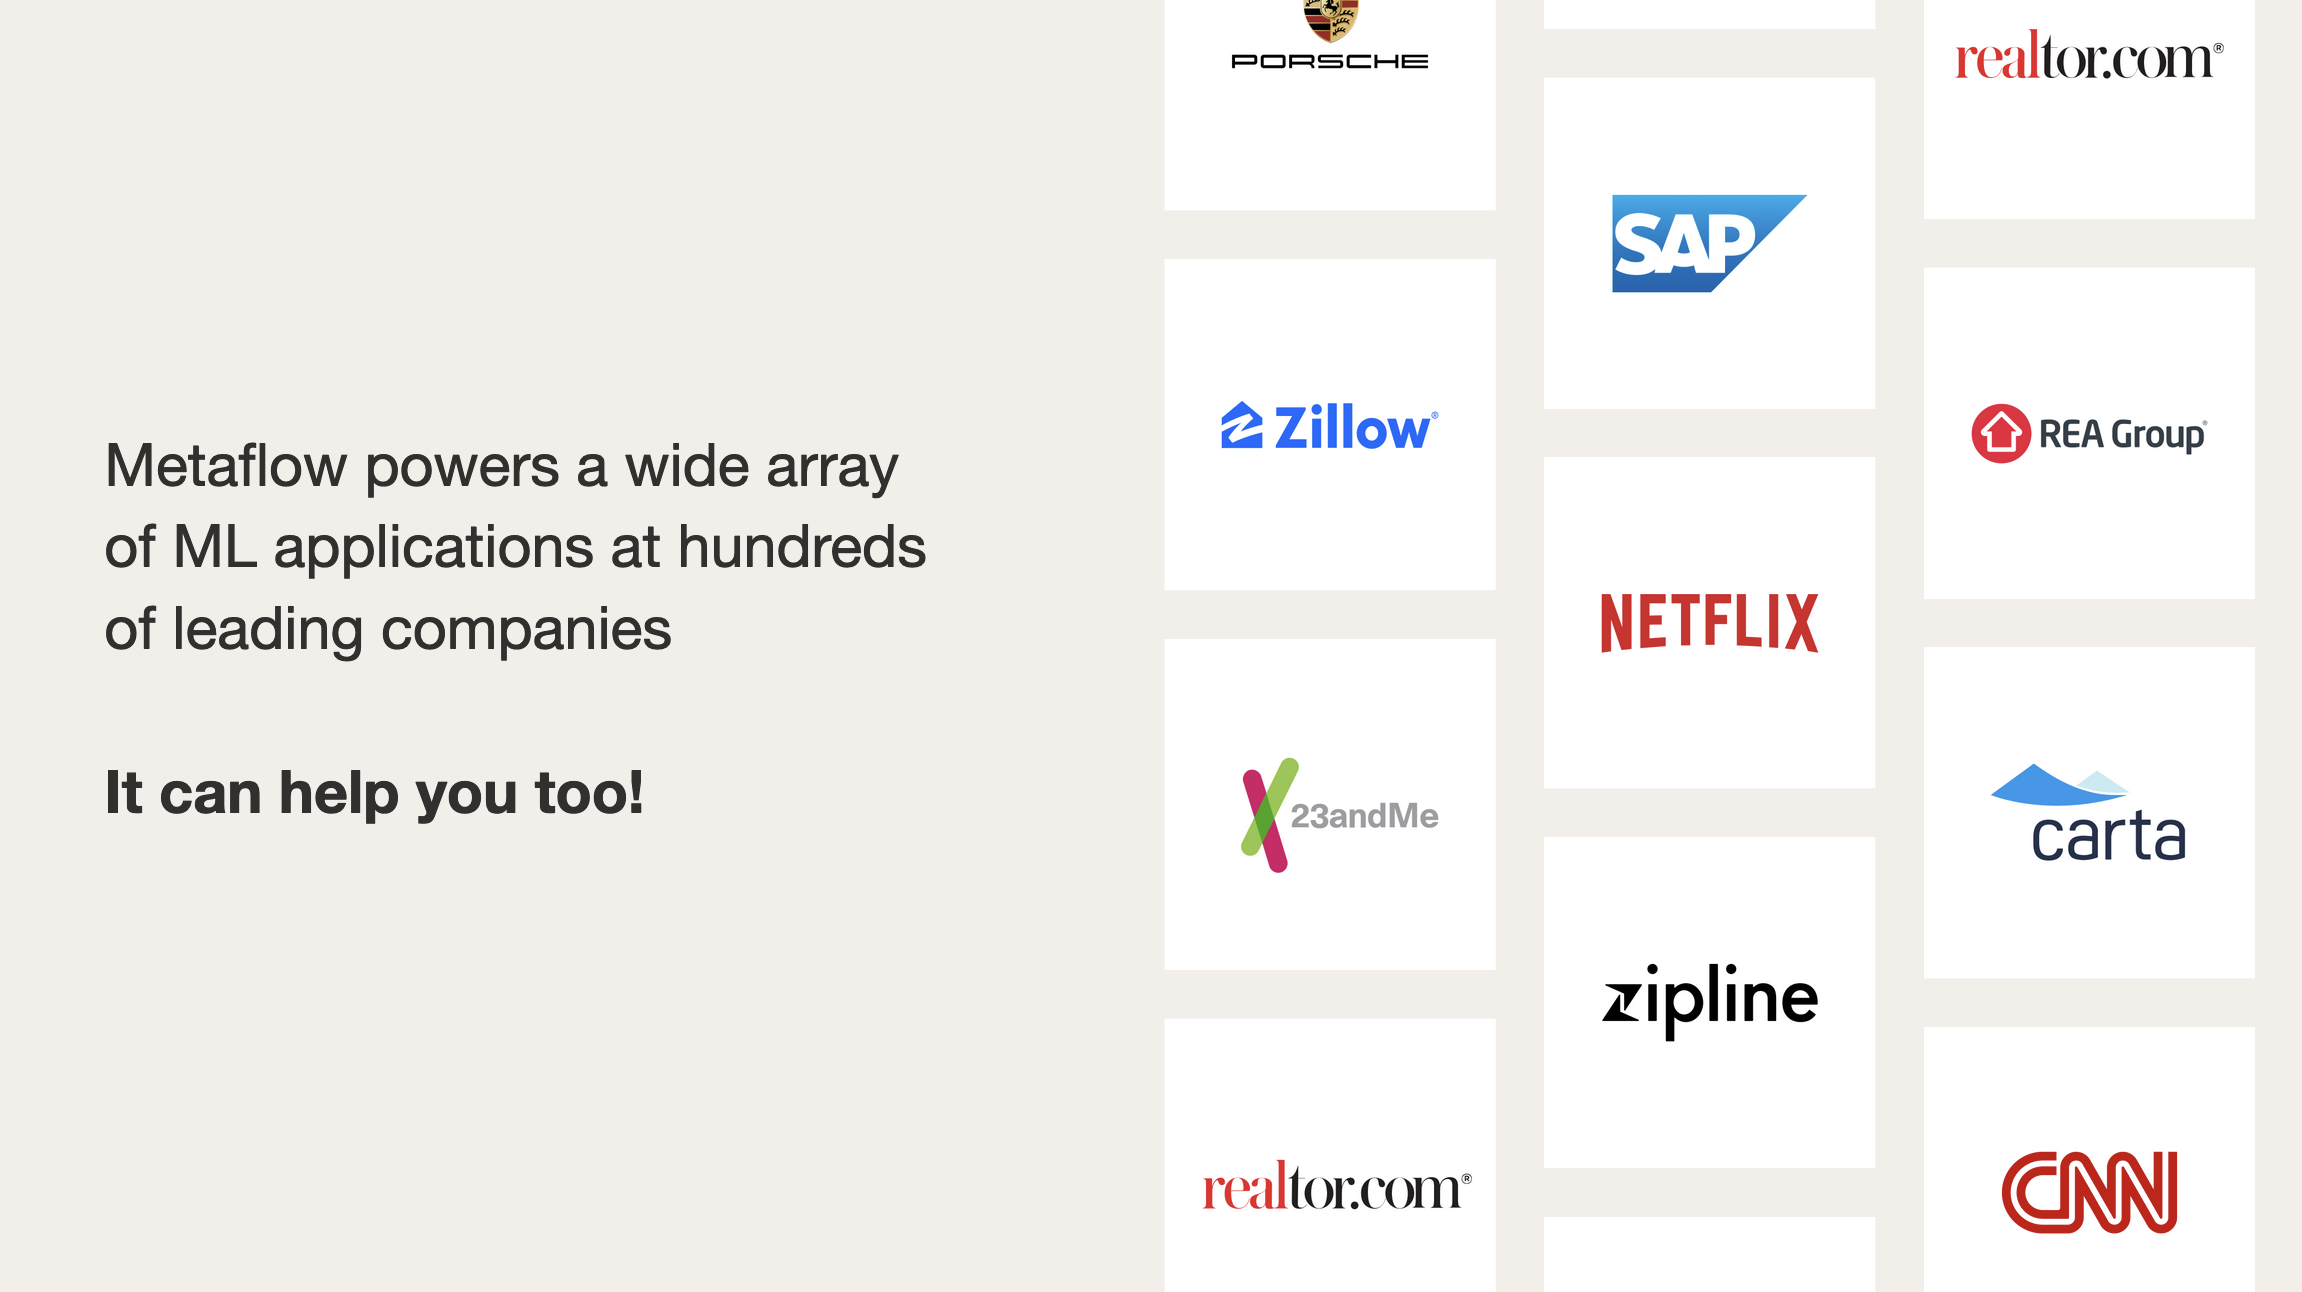 Metaflow powers a wide array
of ML applications at hundreds
of leading companies
It can help you too!
PORSCHE
Zillow®
23andMe
realtor.com®
SAP
NETFLIX
zipline
realtor.com®
REA Group®
carta
CNN